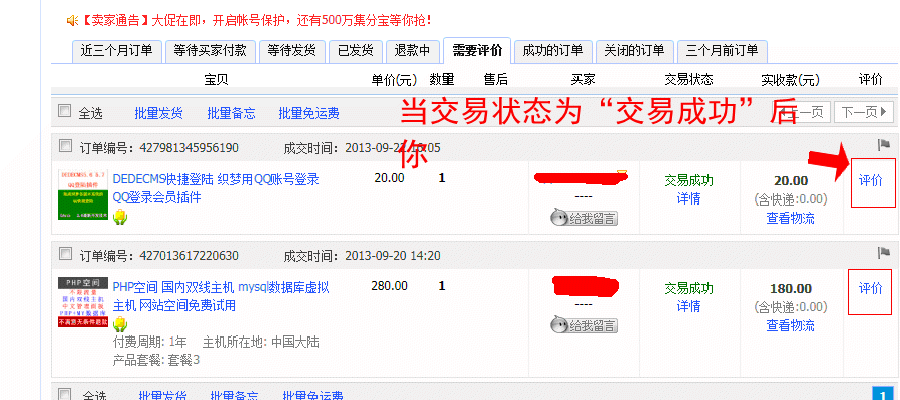 【卖家通告】大促在即，开启帐号保护，还有500万集分宝等你抢！
近三个月订单 等待买家付款 等待发货 已发货 退款中 需要评价 成功的订单 关闭的订单 三个月前订单
宝贝 单价(元) 数量 售后 买家 交易状态 实收款(元) 评价
全选 批量发货 批量备忘 批量免运费 上一页 下一页
当交易状态为“交易成功”后
你
订单编号：427981345956190 成交时间：2013-09-2 :05
DEDECMS快捷登陆 织梦用QQ账号登录 20.00 1 交易成功 20.00 评价
QQ登录会员插件 ---- 详情 (含快递:0.00)
给我留言 查看物流
订单编号：427013617220630 成交时间：2013-09-20 14:20
PHP空间
PHP空间 国内双线主机 mysql数据库虚拟 280.00 1 交易成功 180.00 评价
主机 网站空间免费试用 ---- 详情 (含快递:0.00)
给我留言 查看物流
付费周期: 1年 主机所在地: 中国大陆
产品套餐: 套餐3
全选 批量发货 批量备忘 批量免运费 1